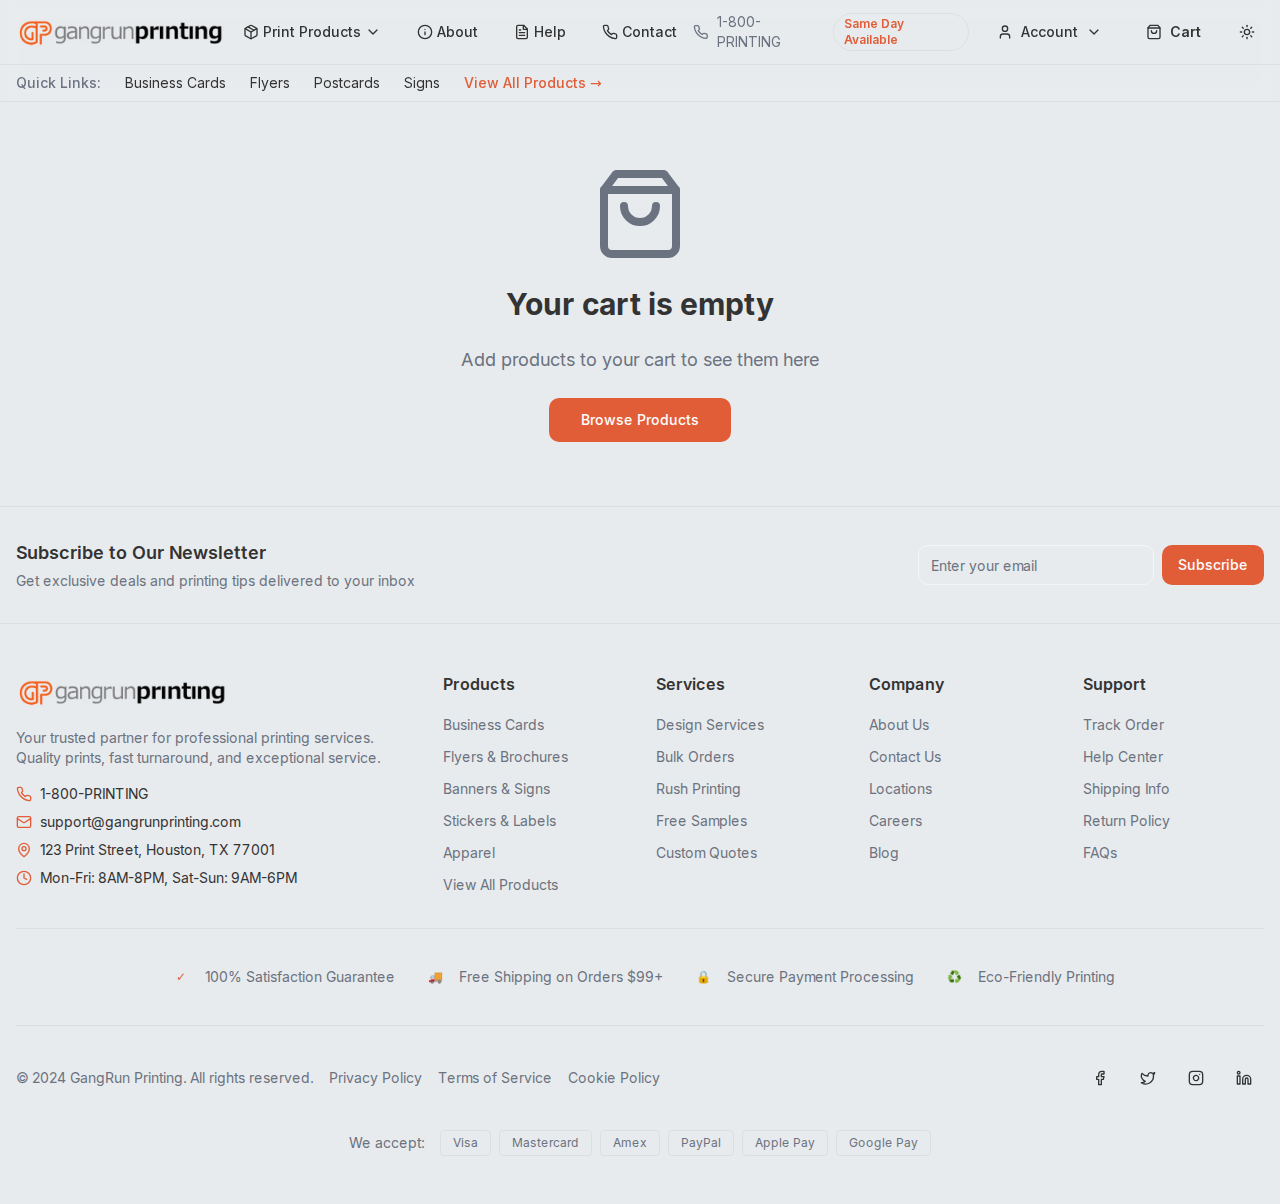 gangrunprinting
Print Products
About
Help
Contact
1-800-
PRINTING
Same Day
Available
Account
Cart
Quick Links:
Business Cards
Flyers
Postcards
Signs
View All Products →
Your cart is empty
Add products to your cart to see them here
Browse Products
Subscribe to Our Newsletter
Get exclusive deals and printing tips delivered to your inbox
Enter your email
Subscribe
gangrunprinting
Your trusted partner for professional printing services.
Quality prints, fast turnaround, and exceptional service.
1-800-PRINTING
support@gangrunprinting.com
123 Print Street, Houston, TX 77001
Mon-Fri: 8AM-8PM, Sat-Sun: 9AM-6PM
Products
Business Cards
Flyers & Brochures
Banners & Signs
Stickers & Labels
Apparel
View All Products
Services
Design Services
Bulk Orders
Rush Printing
Free Samples
Custom Quotes
Company
About Us
Contact Us
Locations
Careers
Blog
Support
Track Order
Help Center
Shipping Info
Return Policy
FAQs
✓ 100% Satisfaction Guarantee
🚚 Free Shipping on Orders $99+
🔒 Secure Payment Processing
♻️ Eco-Friendly Printing
© 2024 GangRun Printing. All rights reserved.
Privacy Policy
Terms of Service
Cookie Policy
We accept:
Visa
Mastercard
Amex
PayPal
Apple Pay
Google Pay